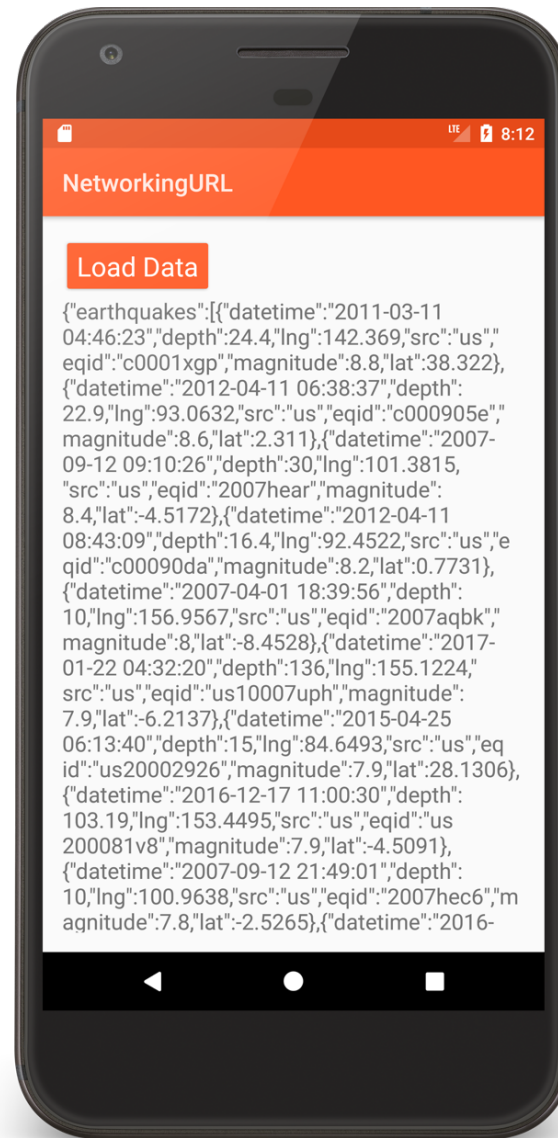 LTE 8:12
NetworkingURL
Load Data
{"earthquakes":[{"datetime":"2011-03-11
04:46:23","depth":24.4,"lng":142.369,"src":"us","
eqid":"c0001xgp","magnitude":8.8,"lat":38.322},
{"datetime":"2012-04-11 06:38:37","depth":
22.9,"lng":93.0632,"src":"us","eqid":"c000905e","
magnitude":8.6,"lat":2.311},{"datetime":"2007-
09-12 09:10:26","depth":30,"lng":101.3815,
"src":"us","eqid":"2007hear","magnitude":
8.4,"lat":-4.5172},{"datetime":"2012-04-11
08:43:09","depth":16.4,"lng":92.4522,"src":"us","e
qid":"c00090da","magnitude":8.2,"lat":0.7731},
{"datetime":"2007-04-01 18:39:56","depth":
10,"lng":156.9567,"src":"us","eqid":"2007aqbk","
magnitude":8,"lat":-8.4528},{"datetime":"2017-
01-22 04:32:20","depth":136,"lng":155.1224,"
src":"us","eqid":"us10007uph","magnitude":
7.9,"lat":-6.2137},{"datetime":"2015-04-25
06:13:40","depth":15,"lng":84.6493,"src":"us","eq
id":"us20002926","magnitude":7.9,"lat":28.1306},
{"datetime":"2016-12-17 11:00:30","depth":
103.19,"lng":153.4495,"src":"us","eqid":"us
200081v8","magnitude":7.9,"lat":-4.5091},
{"datetime":"2007-09-12 21:49:01","depth":
10,"lng":100.9638,"src":"us","eqid":"2007hec6","m
agnitude":7.8,"lat":-2.5265},{"datetime":"2016-